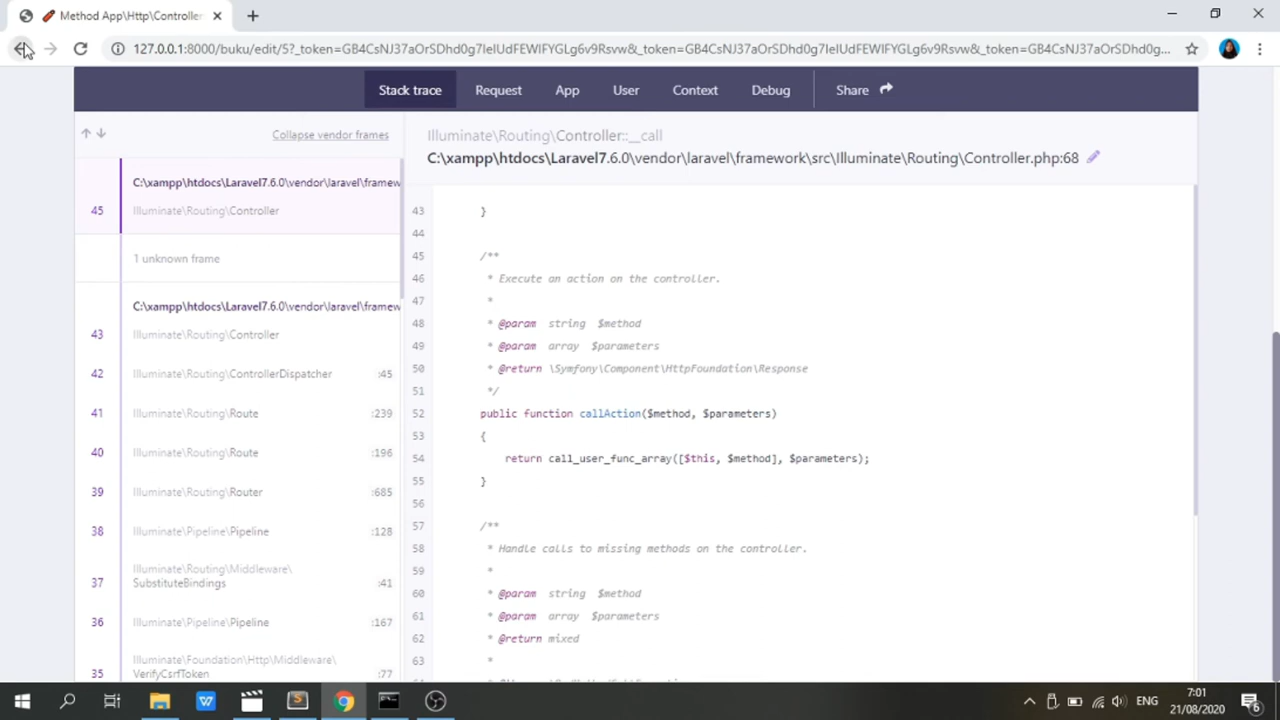 Method App\Http\Controller
127.0.0.1:8000/buku/edit/5?_token=GB4CsNJ37aOrSDhd0g7IeIUdFEWIFYGLg6v9Rsvw&_token=GB4CsNJ37aOrSDhd0g7IeIUdFEWIFYGLg6v9Rsvw&_token=GB4CsNJ37aOrSDhd0g...
Stack trace
Request
App
User
Context
Debug
Share
Collapse vendor frames
C:\xampp\htdocs\Laravel7.6.0\vendor\laravel\framew
45 Illuminate\Routing\Controller
1 unknown frame
C:\xampp\htdocs\Laravel7.6.0\vendor\laravel\framew
43 Illuminate\Routing\Controller
42 Illuminate\Routing\ControllerDispatcher :45
41 Illuminate\Routing\Route :239
40 Illuminate\Routing\Route :196
39 Illuminate\Routing\Router :685
38 Illuminate\Pipeline\Pipeline :128
Illuminate\Routing\Middleware\
37 SubstituteBindings :41
36 Illuminate\Pipeline\Pipeline :167
Illuminate\Foundation\Http\Middleware\
35 VerifyCsrfToken :77
Illuminate\Routing\Controller::__call
C:\xampp\htdocs\Laravel7.6.0\vendor\laravel\framework\src\Illuminate\Routing\Controller.php:68
43 }
44
45 /**
46 * Execute an action on the controller.
47 *
48 * @param string $method
49 * @param array $parameters
50 * @return \Symfony\Component\HttpFoundation\Response
51 */
52 public function callAction($method, $parameters)
53 {
54 return call_user_func_array([$this, $method], $parameters);
55 }
56
57 /**
58 * Handle calls to missing methods on the controller.
59 *
60 * @param string $method
61 * @param array $parameters
62 * @return mixed
63 *
ENG
7:01
21/08/2020
6